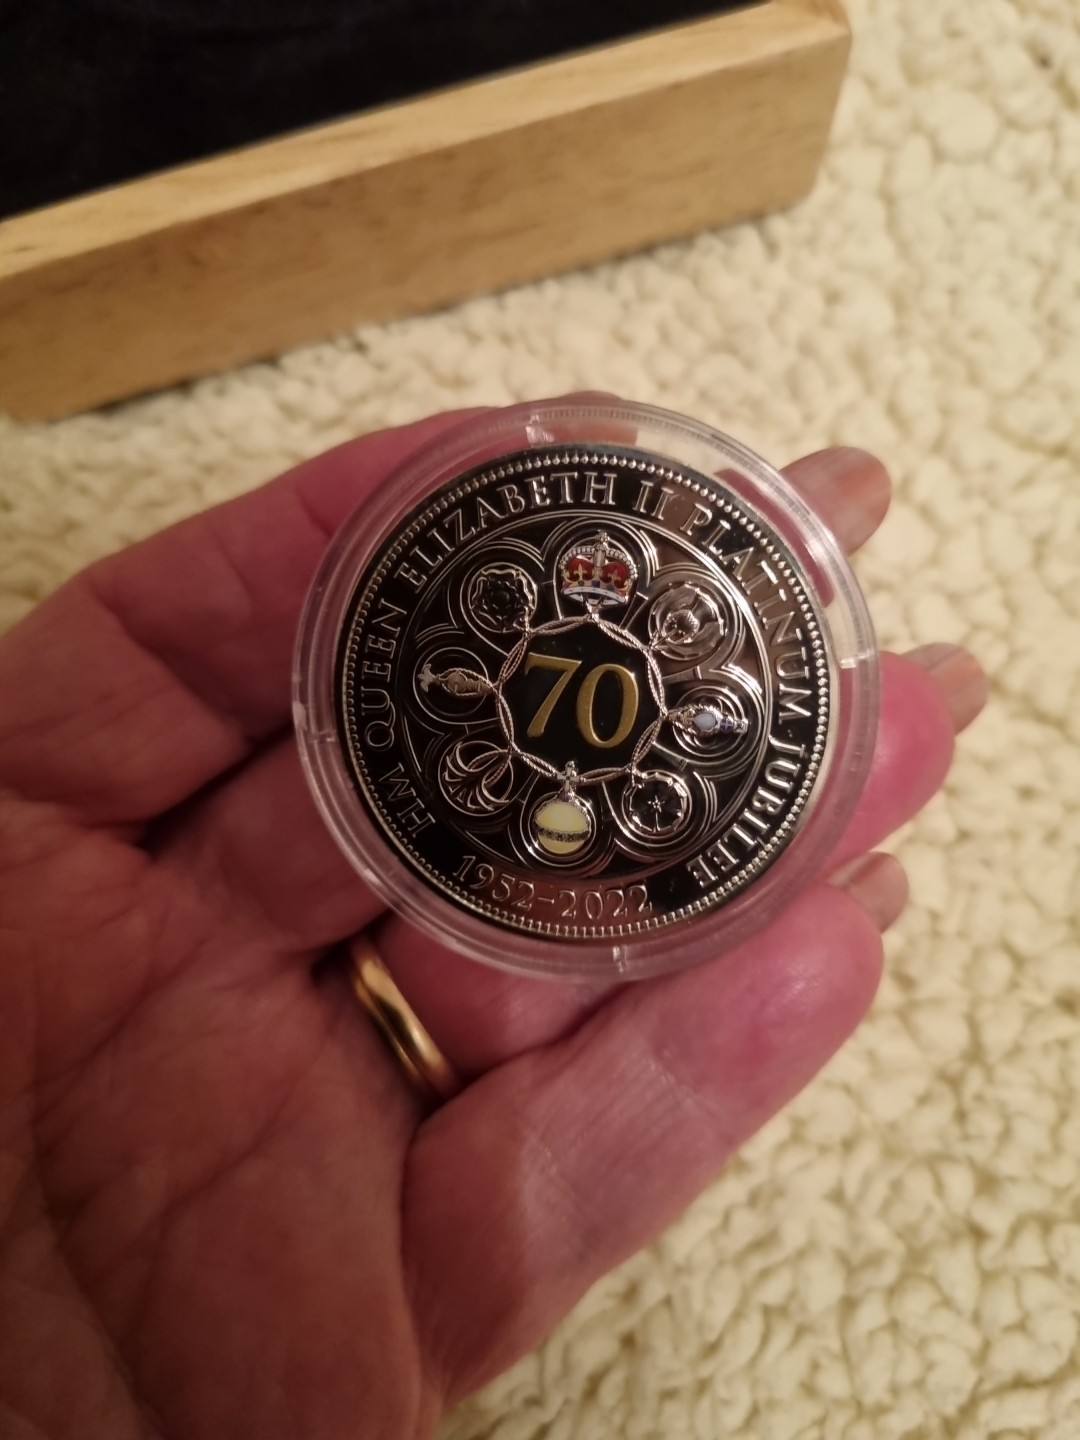 HM QUEEN ELIZABETH II PLATINUM JUBILEE
70
1952-2022